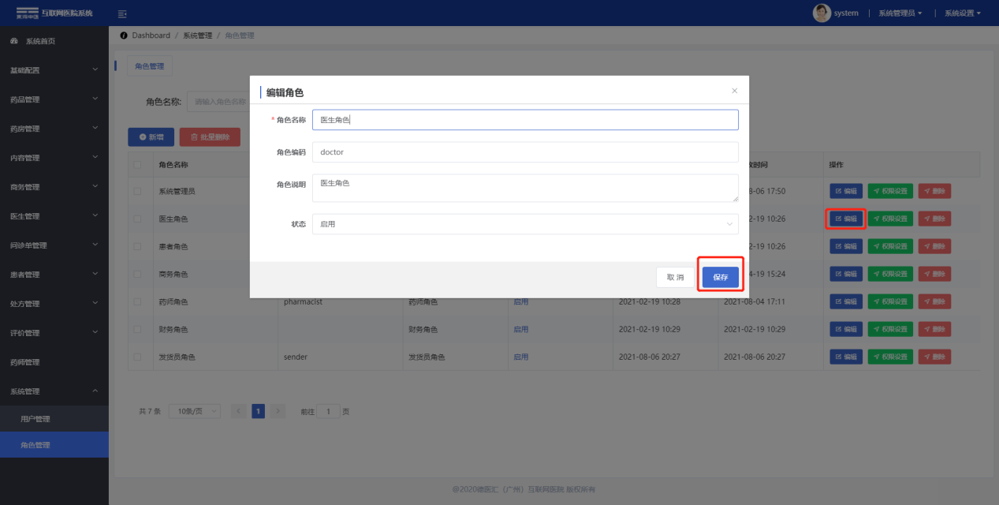 互联网医院系统
system | 系统管理员 | 系统设置
系统首页
基础配置
药品管理
药房管理
内容管理
商务管理
医生管理
问诊单管理
患者管理
处方管理
评价管理
药师管理
系统管理
用户管理
角色管理
Dashboard / 系统管理 / 角色管理
角色管理
角色名称: 请输入角色名称
新增 批量删除
编辑角色
* 角色名称 医生角色
角色编码 doctor
角色说明 医生角色
状态 启用
取消 保存
角色名称 操作
系统管理员 8-06 17:50 编辑 权限设置 删除
医生角色 2-19 10:26 编辑 权限设置 删除
患者角色 2-19 10:26 编辑 权限设置 删除
商务角色 4-19 15:24 编辑 权限设置 删除
药师角色 pharmacist 药师角色 启用 2021-02-19 10:28 2021-08-04 17:11 编辑 权限设置 删除
财务角色 财务角色 启用 2021-02-19 10:29 2021-02-19 10:29 编辑 权限设置 删除
发货员角色 sender 发货员角色 启用 2021-08-06 20:27 2021-08-06 20:27 编辑 权限设置 删除
共 7 条 10条/页 < 1 > 前往 1 页
@2020德医汇（广州）互联网医院 版权所有